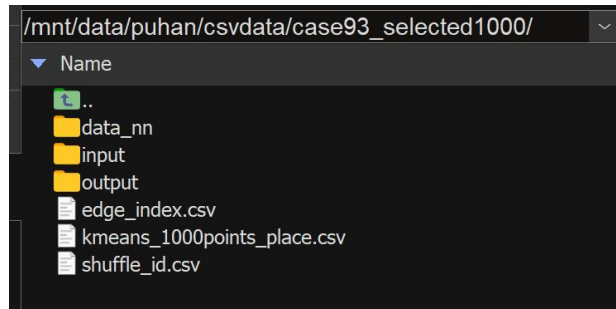 /mnt/data/puhan/csvdata/case93_selected1000/
Name
..
data_nn
input
output
edge_index.csv
kmeans_1000points_place.csv
shuffle_id.csv